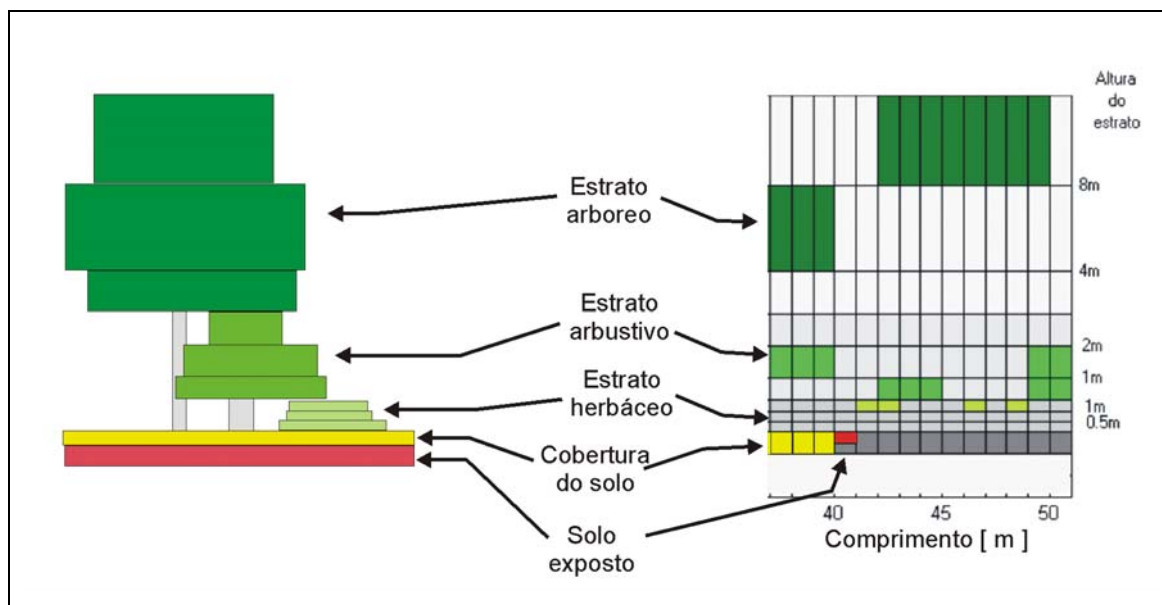 Estrato
arboreo
Estrato
arbustivo
Estrato
herbáceo
Cobertura
do solo
Solo
exposto
Altura
do
estrato
8m
4m
2m
1m
1m
0.5m
40
45
50
Comprimento [ m ]